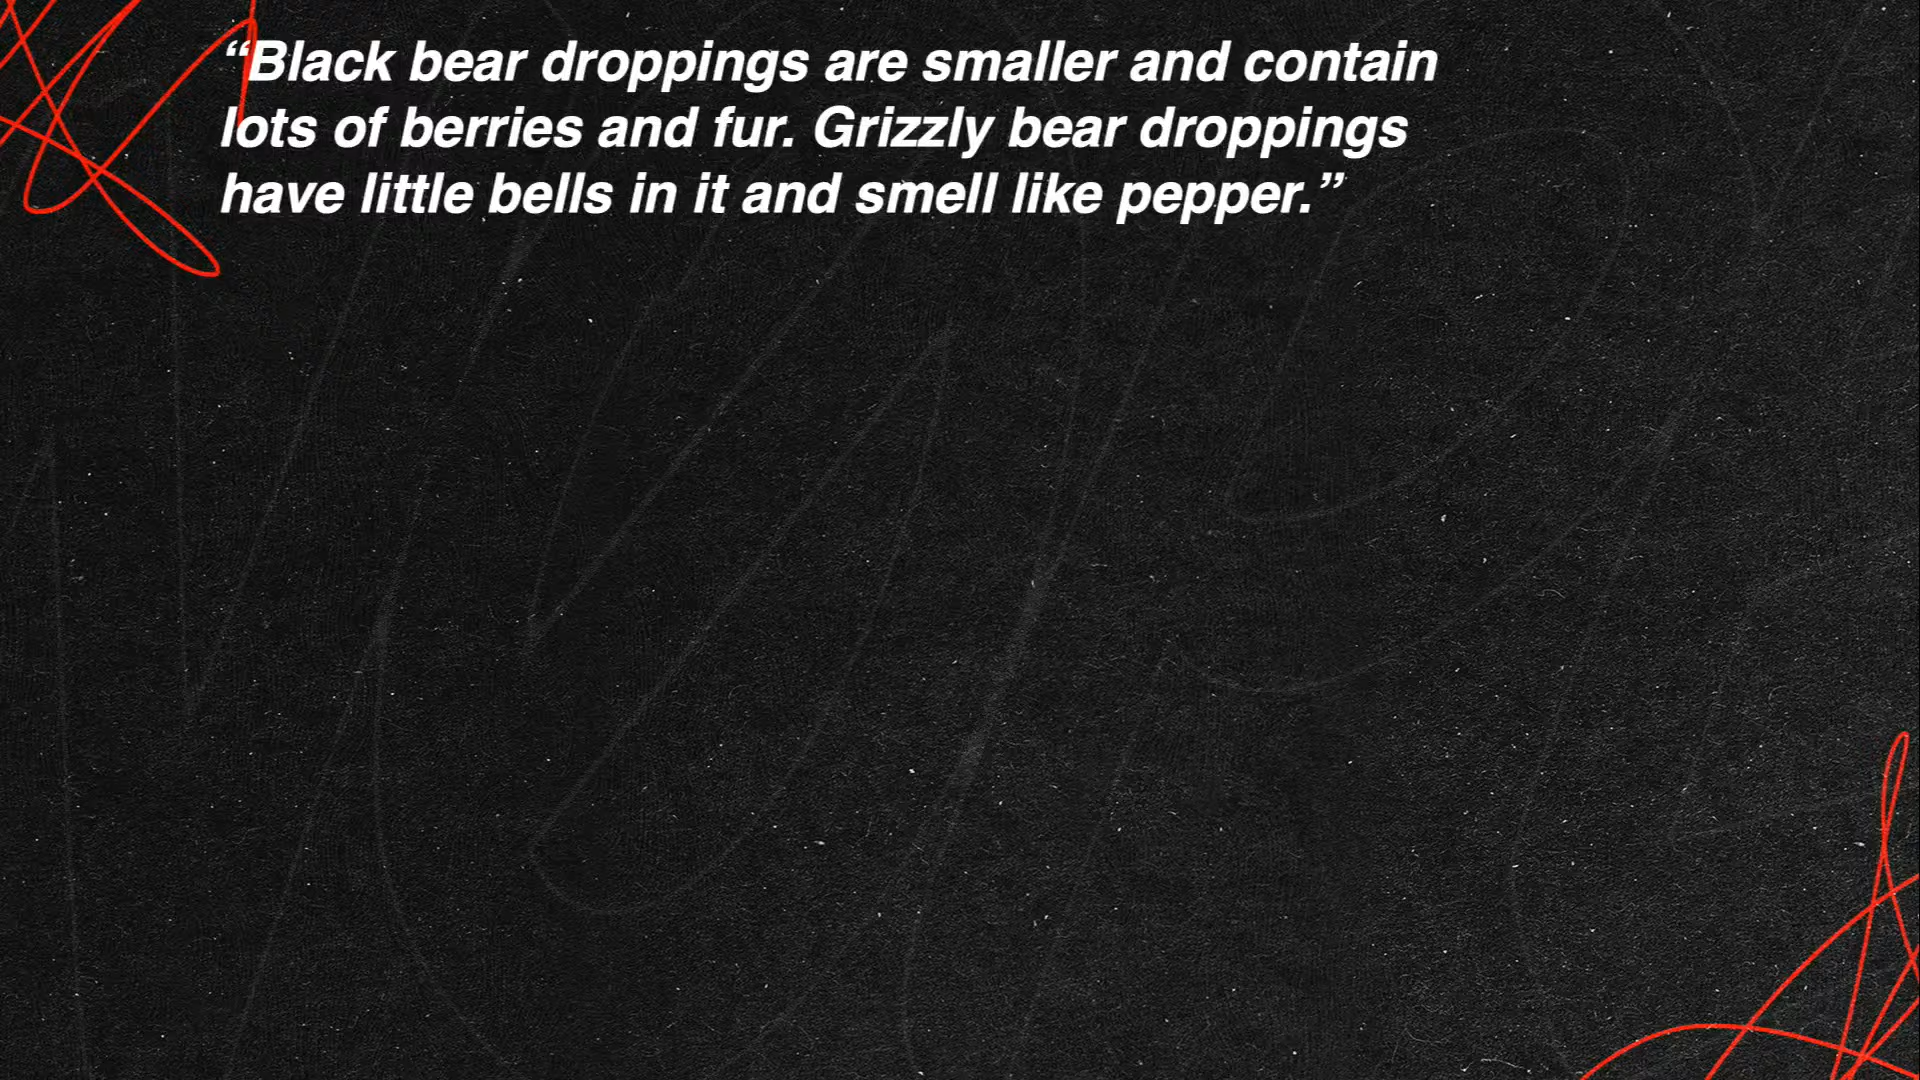 “Black bear droppings are smaller and contain
lots of berries and fur. Grizzly bear droppings
have little bells in it and smell like pepper.”